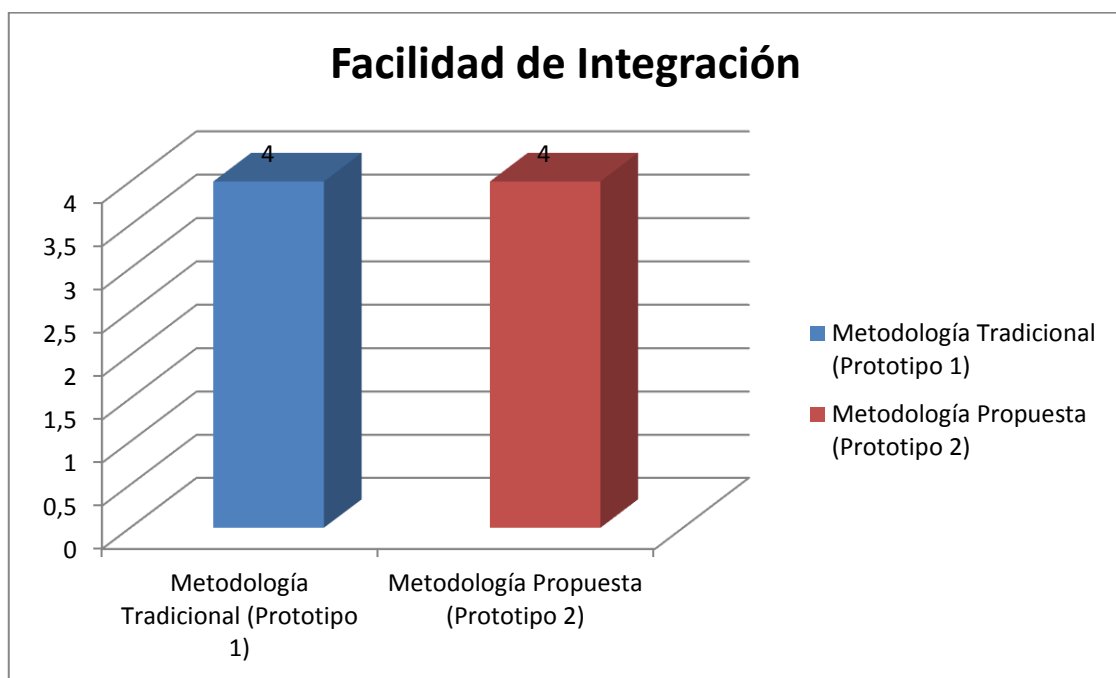 Facilidad de Integración
4
4
4
3,5
3
2,5
2
1,5
1
0,5
0
Metodología
Tradicional (Prototipo
1)
Metodología Propuesta
(Prototipo 2)
Metodología Tradicional
(Prototipo 1)
Metodología Propuesta
(Prototipo 2)